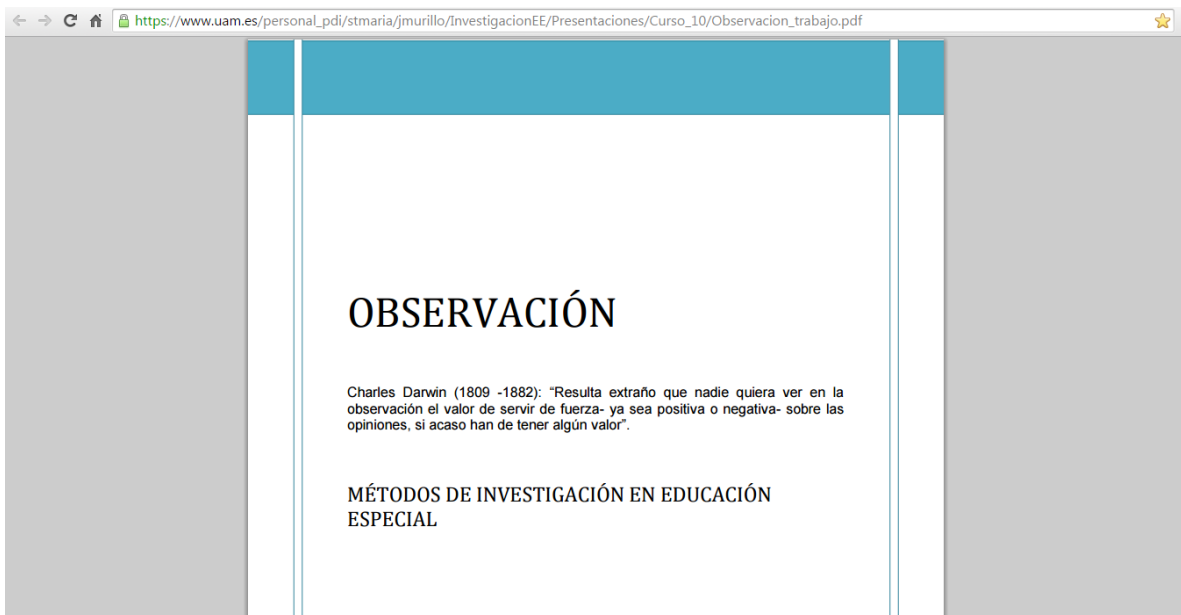 https://www.uam.es/personal_pdi/stmaria/jmurillo/InvestigacionEE/Presentaciones/Curso_10/Observacion_trabajo.pdf
OBSERVACIÓN
Charles Darwin (1809 -1882): “Resulta extraño que nadie quiera ver en la
observación el valor de servir de fuerza- ya sea positiva o negativa- sobre las
opiniones, si acaso han de tener algún valor”.
MÉTODOS DE INVESTIGACIÓN EN EDUCACIÓN
ESPECIAL